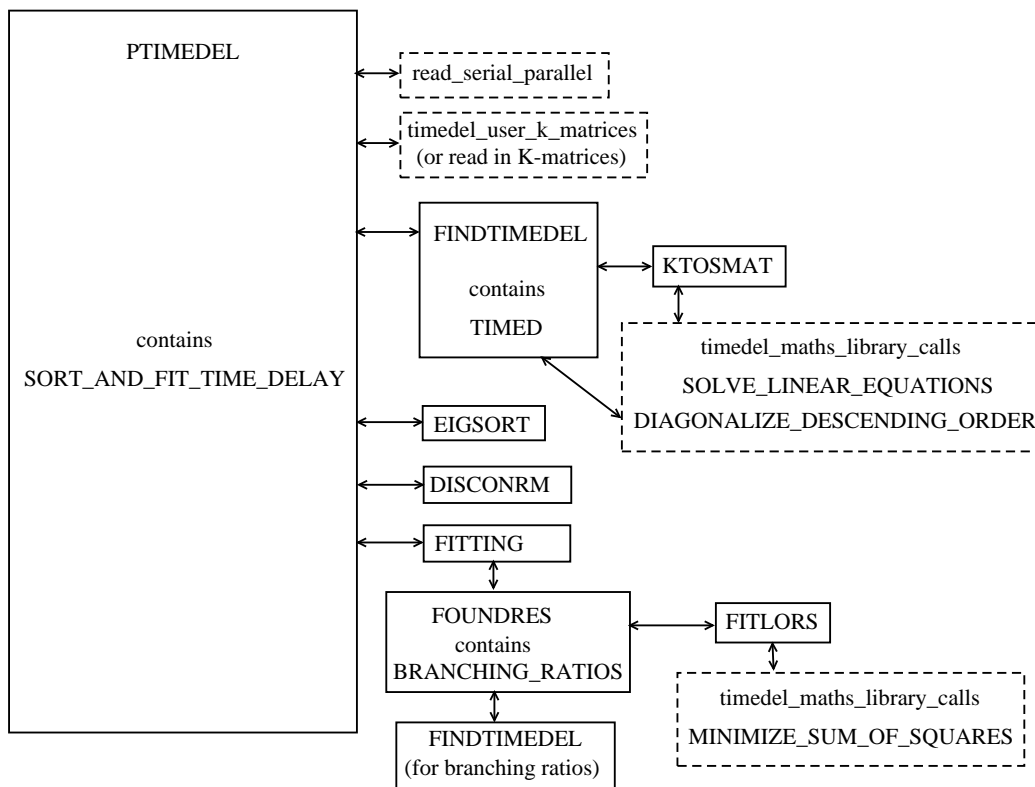 PTIMEDEL
contains
SORT_AND_FIT_TIME_DELAY
read_serial_parallel
timedel_user_k_matrices
(or read in K-matrices)
FINDTIMEDEL
contains
TIMED
KTOSMAT
timedel_maths_library_calls
SOLVE_LINEAR_EQUATIONS
DIAGONALIZE_DESCENDING_ORDER
EIGSORT
DISCONRM
FITTING
FOUNDRES
contains
BRANCHING_RATIOS
FITLORS
timedel_maths_library_calls
MINIMIZE_SUM_OF_SQUARES
FINDTIMEDEL
(for branching ratios)